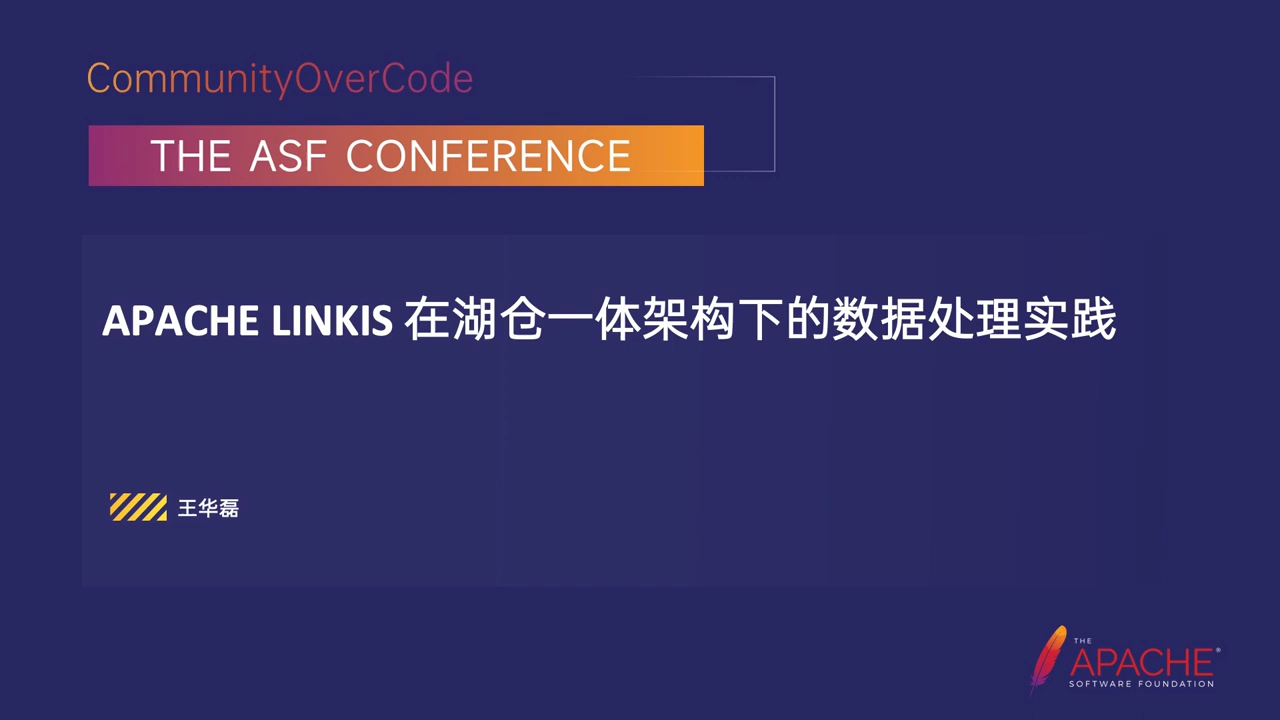 CommunityOverCode
THE ASF CONFERENCE
APACHE LINKIS 在湖仓一体架构下的数据处理实践
王华磊
THE
APACHE®
SOFTWARE FOUNDATION